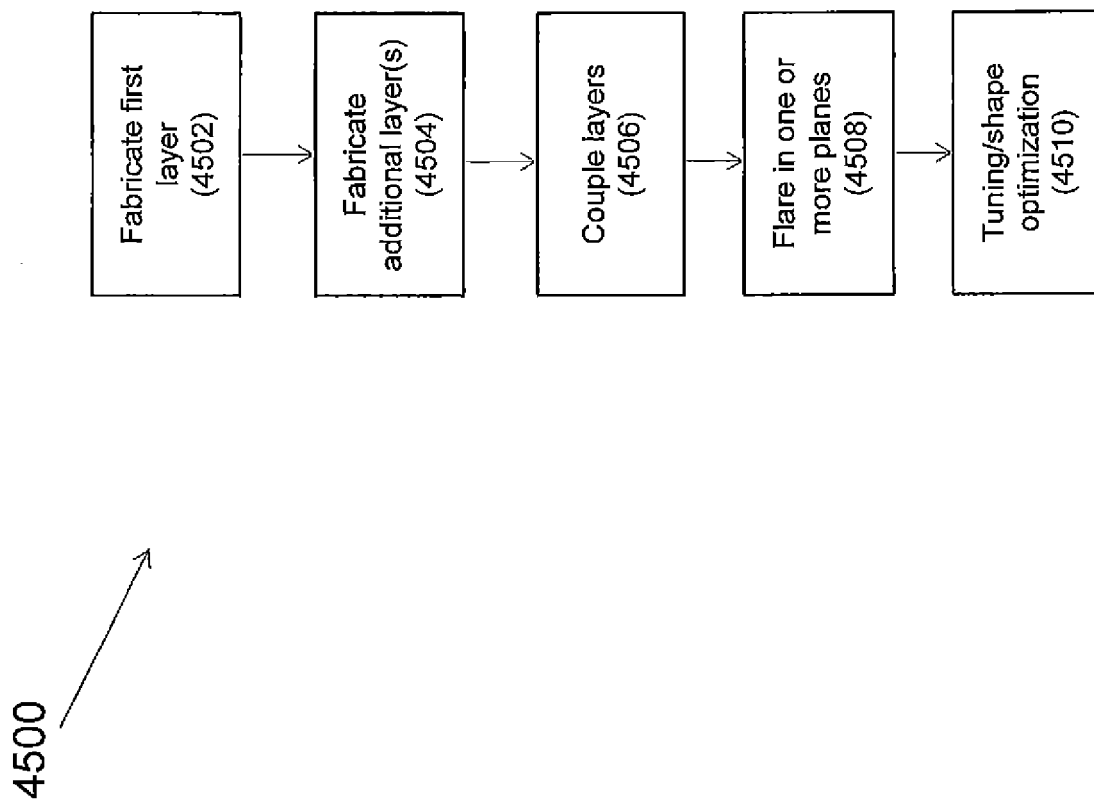 4500
Fabricate first
layer
(4502)
Fabricate
additional layer(s)
(4504)
Couple layers
(4506)
Flare in one or
more planes
(4508)
Tuning/shape
optimization
(4510)